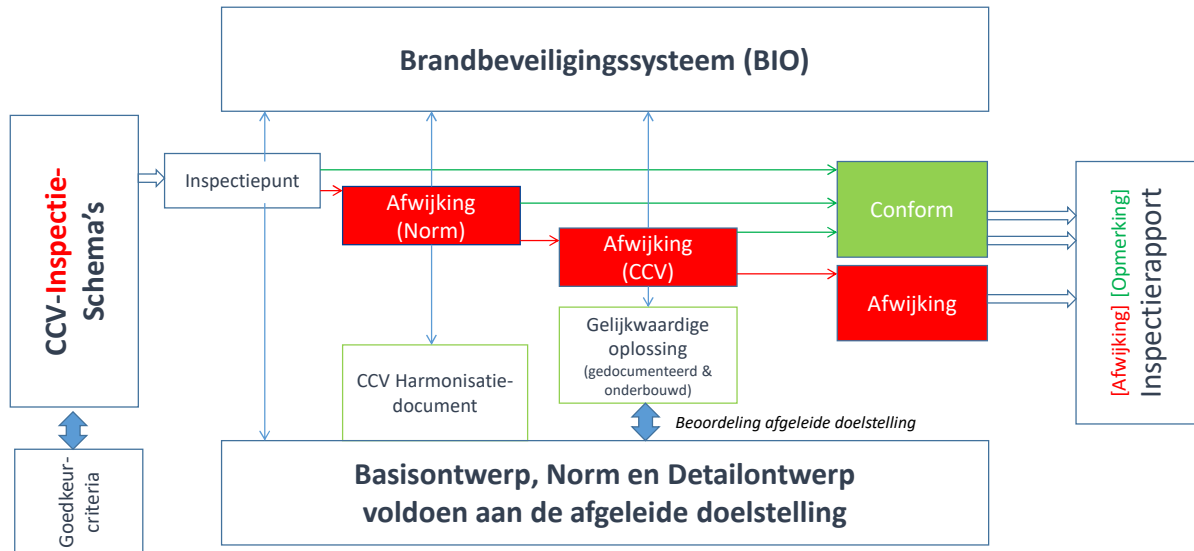 Brandbeveiligingssysteem (BIO)
CCV-Inspectie-
Schema's
Inspectiepunt
Afwijking
(Norm)
Afwijking
(CCV)
Conform
Afwijking
[Afwijking] [Opmerking]
Inspectierapport
CCV Harmonisatie-
document
Gelijkwaardige
oplossing
(gedocumenteerd &
onderbouwd)
Beoordeling afgeleide doelstelling
Goedkeur-
criteria
Basisontwerp, Norm en Detailontwerp
voldoen aan de afgeleide doelstelling